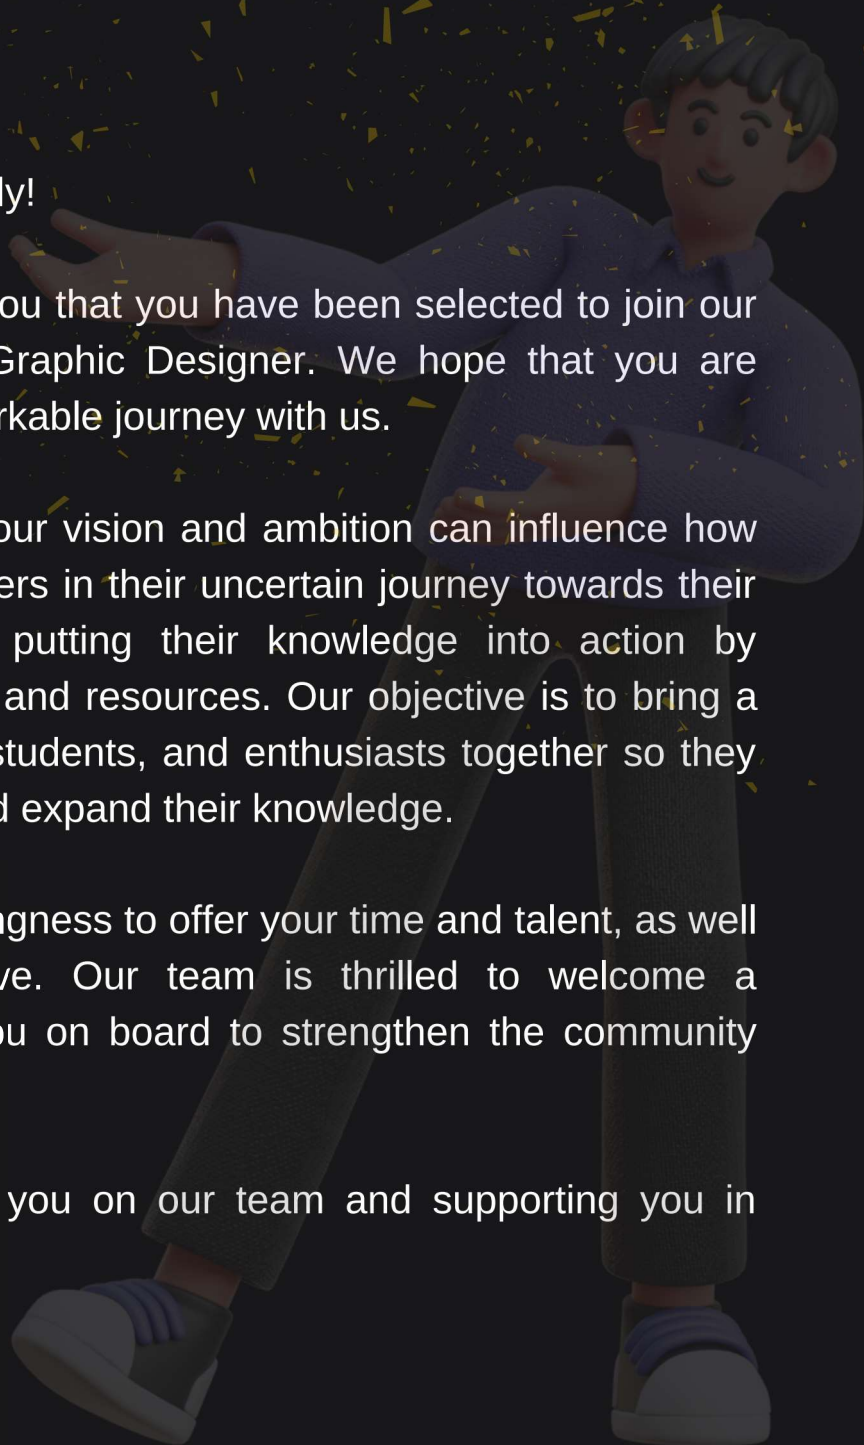 ly!
ou that you have been selected to join our
Graphic Designer. We hope that you are
rkable journey with us.
our vision and ambition can influence how
ers in their uncertain journey towards their
putting their knowledge into action by
and resources. Our objective is to bring a
students, and enthusiasts together so they
d expand their knowledge.
ngness to offer your time and talent, as well
ve. Our team is thrilled to welcome a
ou on board to strengthen the community
you on our team and supporting you in